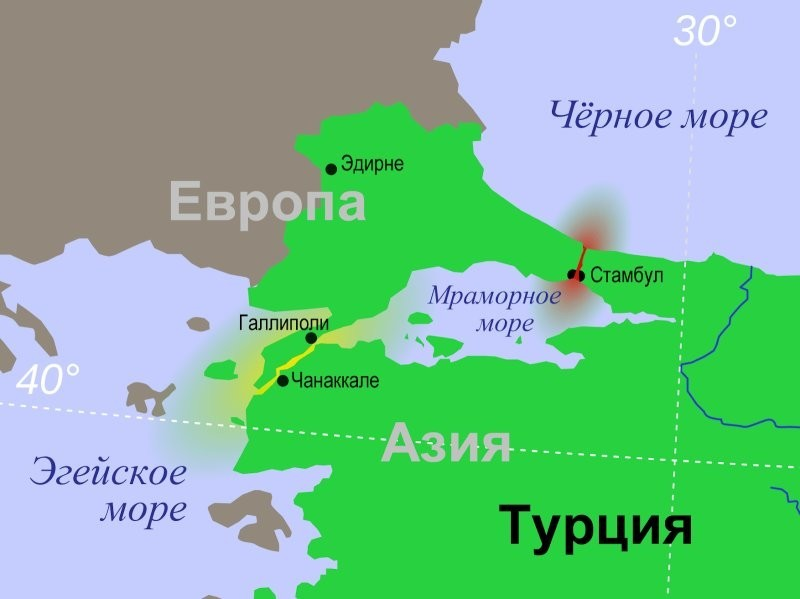 30°
Чёрное море
Эдирне
Европа
Стамбул
Мраморное
море
Галлиполи
40°
Чанаккале
Азия
Эгейское
море
Турция